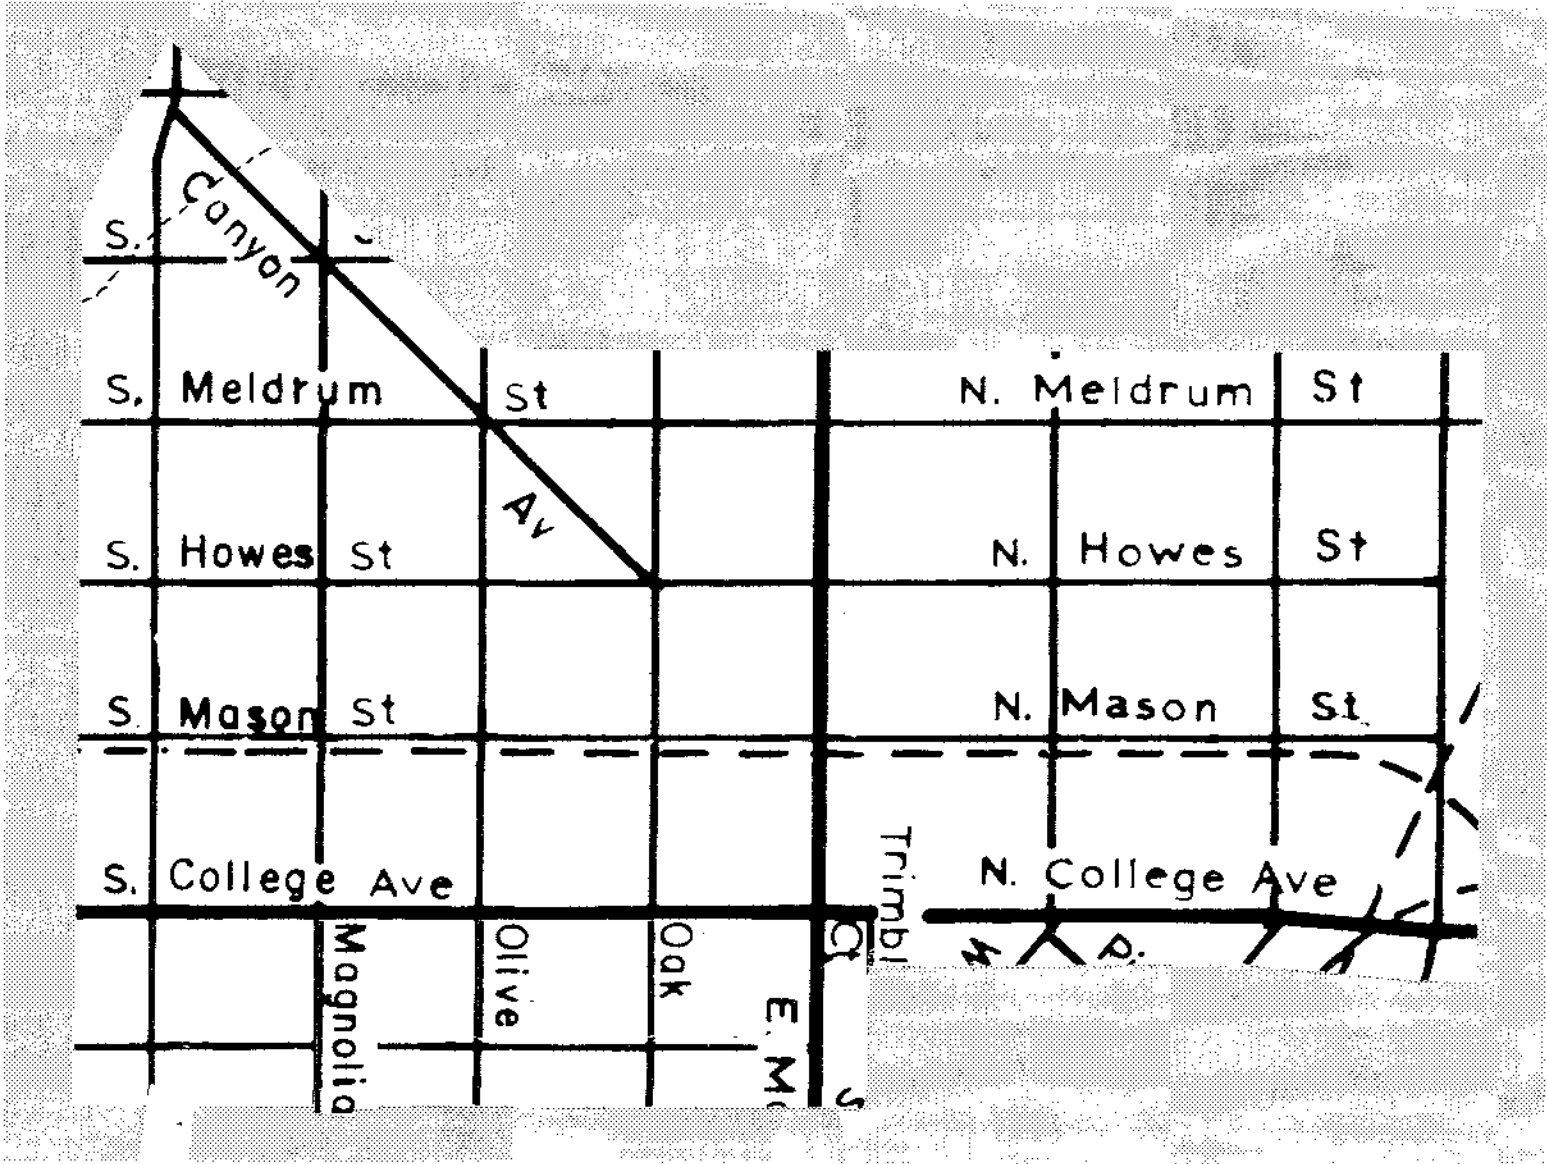 Canyon
S.
S. Meldrum St
N. Meldrum St
Av
S. Howes St
N. Howes St
S. Mason St
N. Mason St
S. College Ave
N. College Ave
Trimbl
Ct
Magnolia
Olive
Oak
E. M